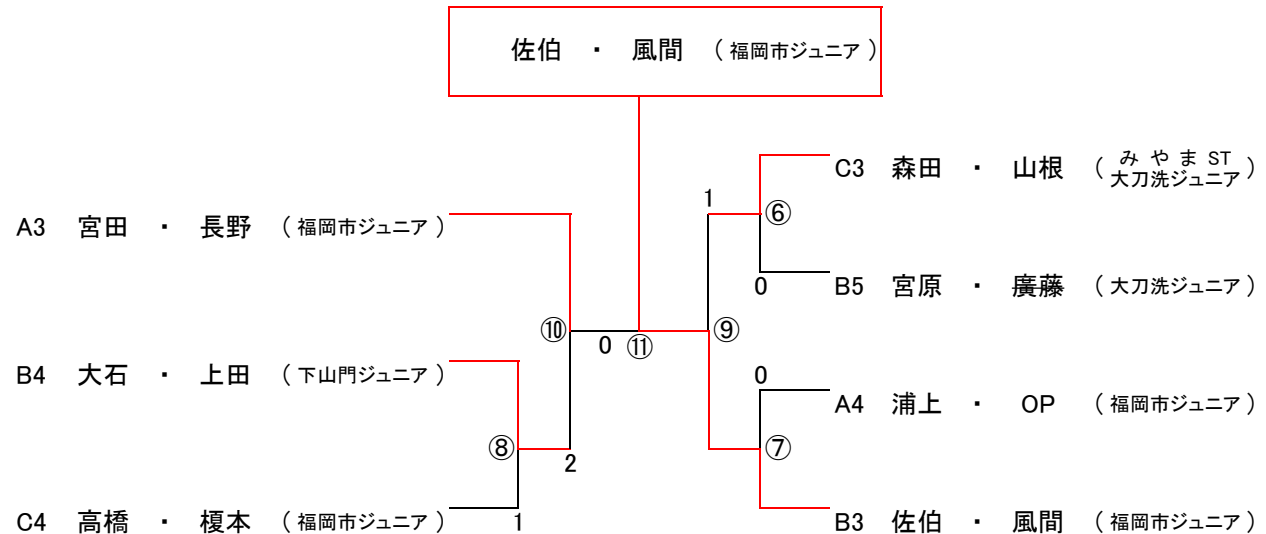 佐伯 ・ 風間 （ 福岡市ジュニア ）
C3 森田 ・ 山根 （ みやま ST 大刀洗ジュニア ）
1
⑥
A3 宮田 ・ 長野 （ 福岡市ジュニア ）
0
B5 宮原 ・ 廣藤 （ 大刀洗ジュニア ）
⑩
0 ⑪
⑨
B4 大石 ・ 上田 （ 下山門ジュニア ）
0
A4 浦上 ・ OP （ 福岡市ジュニア ）
⑧
2
⑦
C4 高橋 ・ 榎本 （ 福岡市ジュニア ）
1
B3 佐伯 ・ 風間 （ 福岡市ジュニア ）